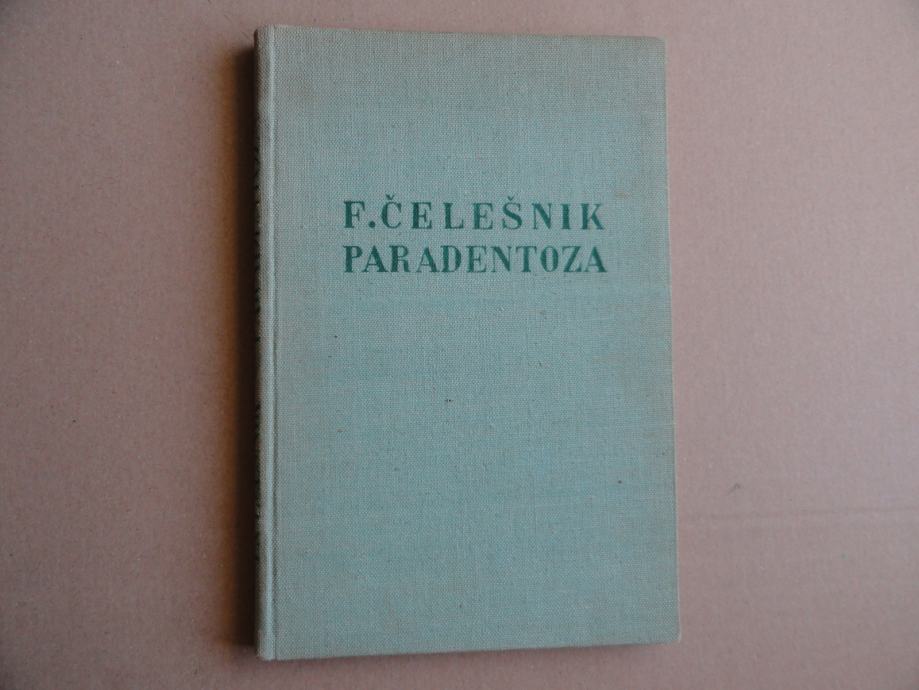 F. ČELEŠNIK
PARADENTOZA